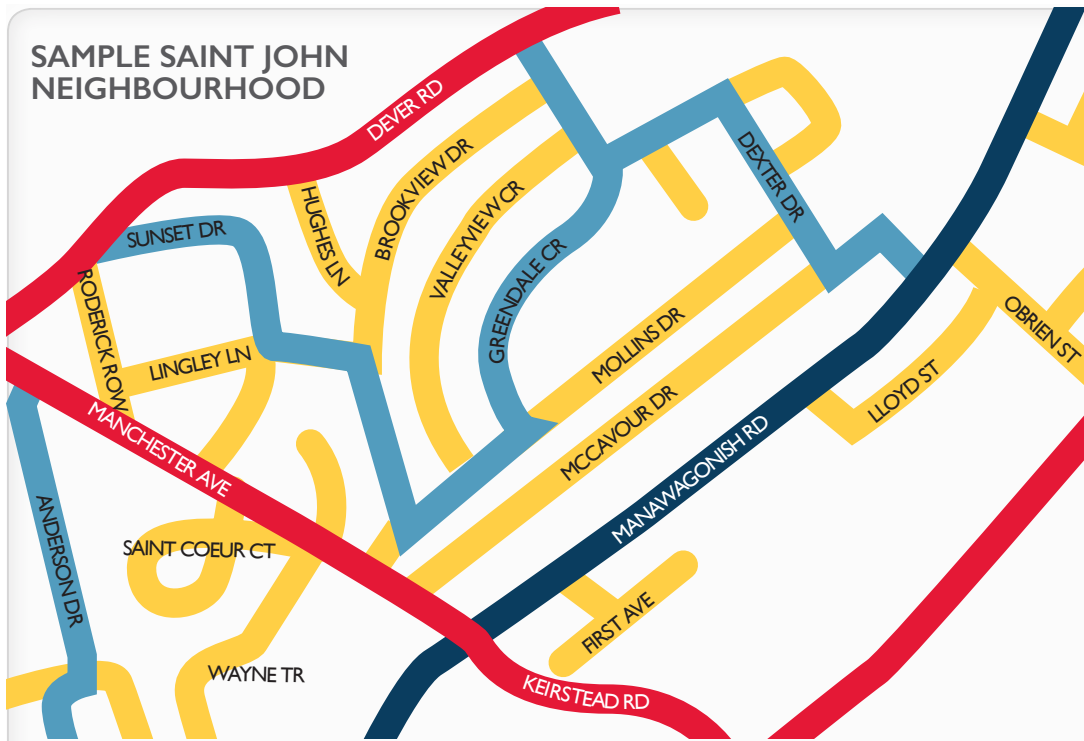 SAMPLE SAINT JOHN
NEIGHBOURHOOD
DEVER RD
BROOKVIEW DR
DEXTER DR
HUGHES LN
SUNSET DR
VALLEYVIEW CR
GREENDALE CR
RODERICK ROW
LINGLEY LN
MOLLINS DR
OBRIEN ST
LLOYD ST
MCCAVOUR DR
MANCHESTER AVE
MANAWAGONISH RD
ANDERSON DR
SAINT COEUR CT
FIRST AVE
WAYNE TR
KEIRSTEAD RD